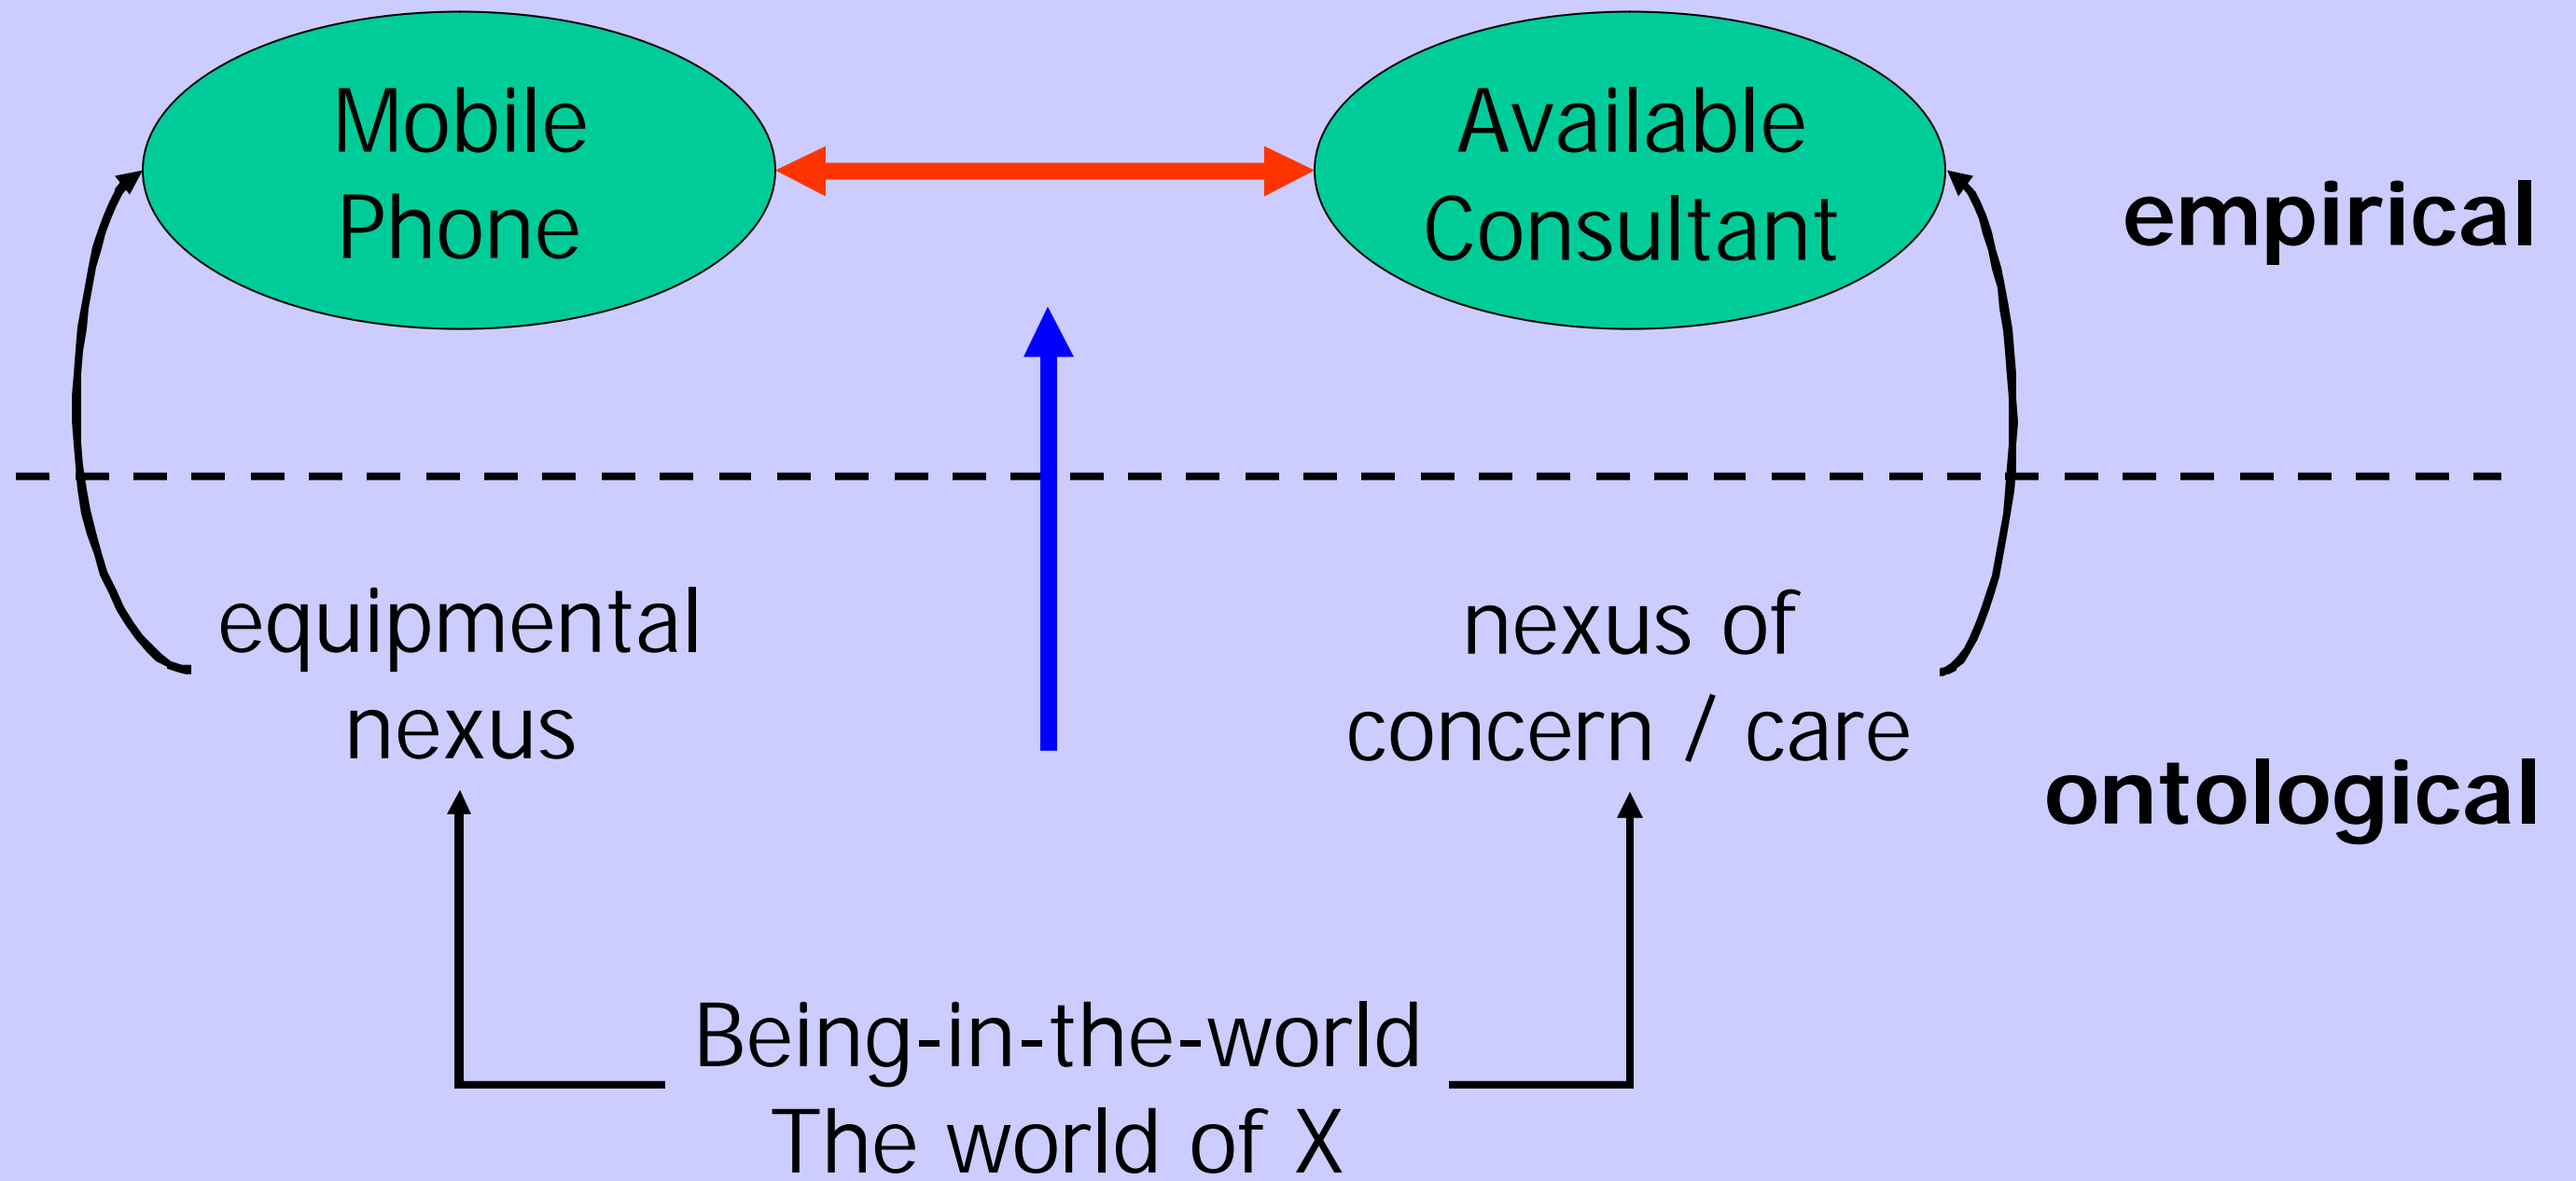 Mobile
Phone
Available
Consultant
empirical
equipmental
nexus
nexus of
concern / care
ontological
Being-in-the-world
The world of X